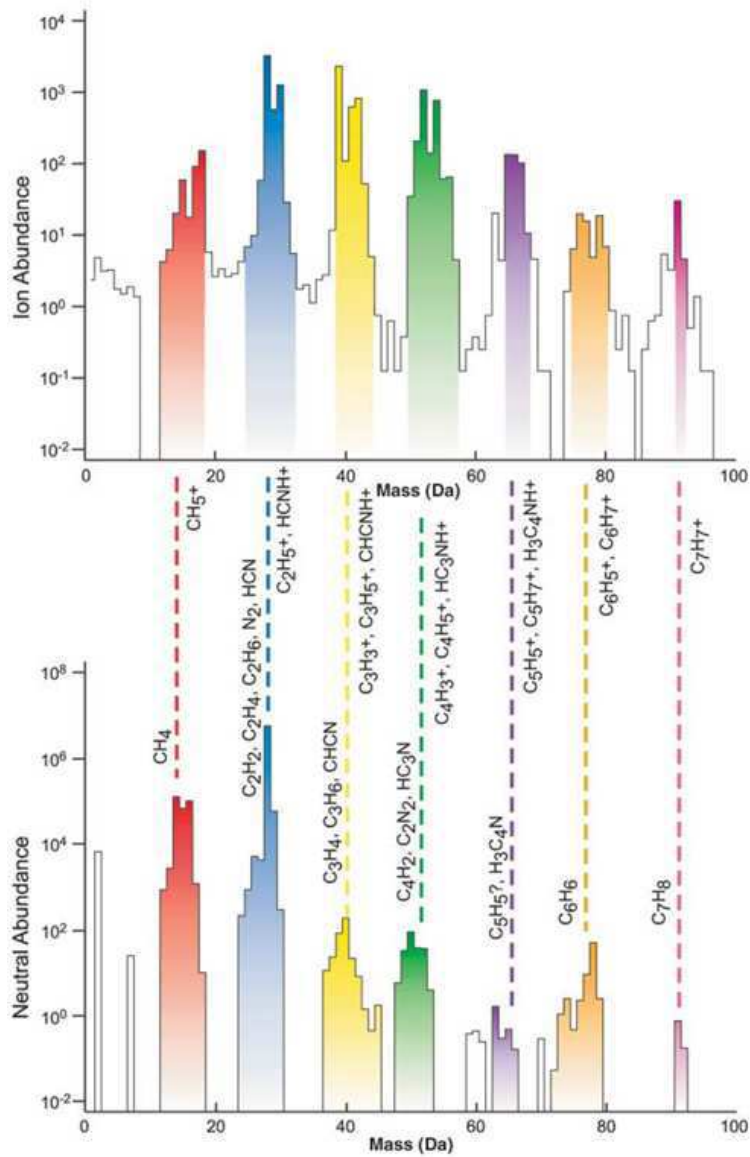 10⁴
10³
10²
10¹
10⁰
10⁻¹
10⁻²
Ion Abundance
0 20 40 60 80 100
Mass (Da)
CH₅+
C₂H₅+, HCNH+
C₃H₃+, C₃H₅+, CHCNH+
C₄H₃+, C₄H₅+, HC₃NH+
C₅H₅+, C₅H₇+, H₃C₄NH+
C₆H₅+, C₆H₇+
C₇H₇+
CH₄
C₂H₂, C₂H₄, C₂H₆, N₂, HCN
C₃H₄, C₃H₆, CHCN
C₄H₂, C₂N₂, HC₃N
C₅H₅?, H₃C₄N
C₆H₆
C₇H₈
10⁸
10⁶
10⁴
10²
10⁰
10⁻²
Neutral Abundance
0 20 40 60 80 100
Mass (Da)